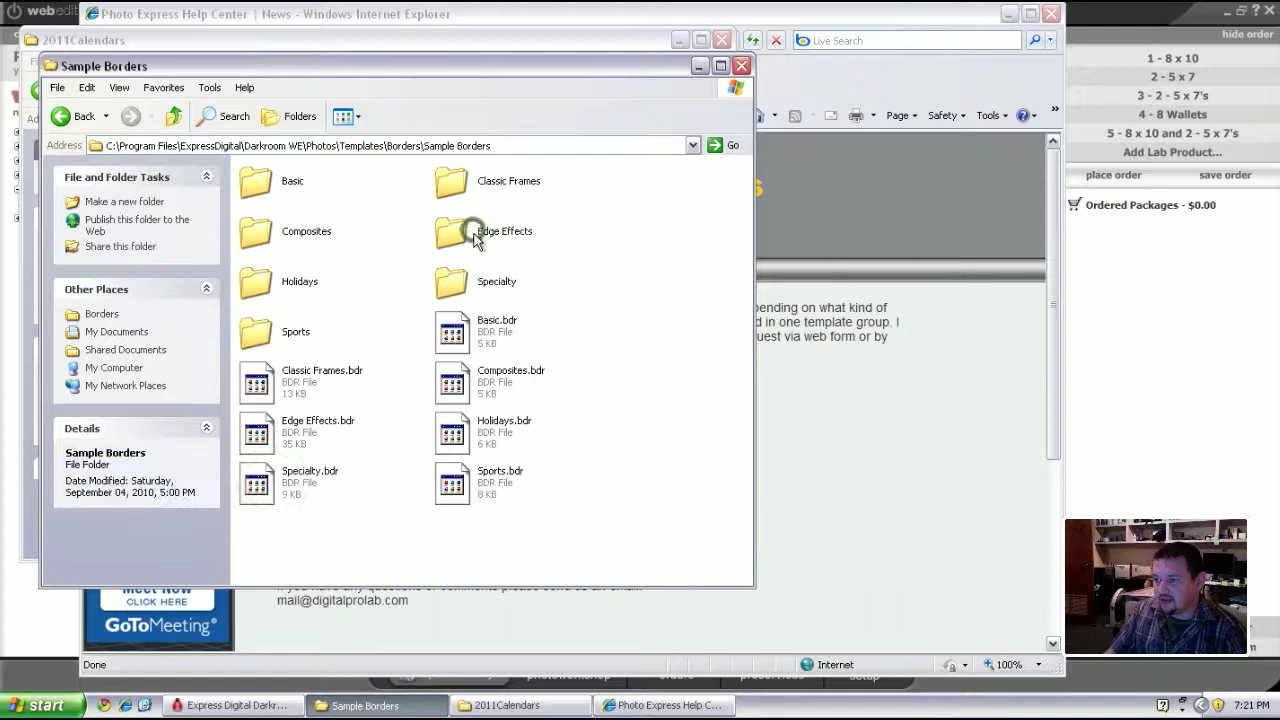 webedit
Photo Express Help Center | News - Windows Internet Explorer
hide order
2011Calendars
Live Search
Sample Borders
File Edit View Favorites Tools Help
Back Search Folders
Page Safety Tools
Address C:\Program Files\ExpressDigital\Darkroom WE\Photos\Templates\Borders\Sample Borders Go
1 - 8 x 10
2 - 5 x 7
3 - 2 - 5 x 7's
4 - 8 Wallets
5 - 8 x 10 and 2 - 5 x 7's
Add Lab Product...
place order save order
Ordered Packages - $0.00
File and Folder Tasks
Make a new folder
Publish this folder to the
Web
Share this folder
Other Places
Borders
My Documents
Shared Documents
My Computer
My Network Places
Details
Sample Borders
File Folder
Date Modified: Saturday,
September 04, 2010, 5:00 PM
Basic
Classic Frames
Composites
Edge Effects
Holidays
Specialty
Sports
Basic.bdr
BDR File
5 KB
Classic Frames.bdr
BDR File
13 KB
Composites.bdr
BDR File
5 KB
Edge Effects.bdr
BDR File
35 KB
Holidays.bdr
BDR File
6 KB
Specialty.bdr
BDR File
9 KB
Sports.bdr
BDR File
8 KB
s
pending on what kind of
d in one template group. I
uest via web form or by
mail@digitalprolab.com
Meet Now
CLICK HERE
GoToMeeting
Done Internet 100%
start Express Digital Darkr... Sample Borders 2011Calendars Photo Express Help C... 7:21 PM